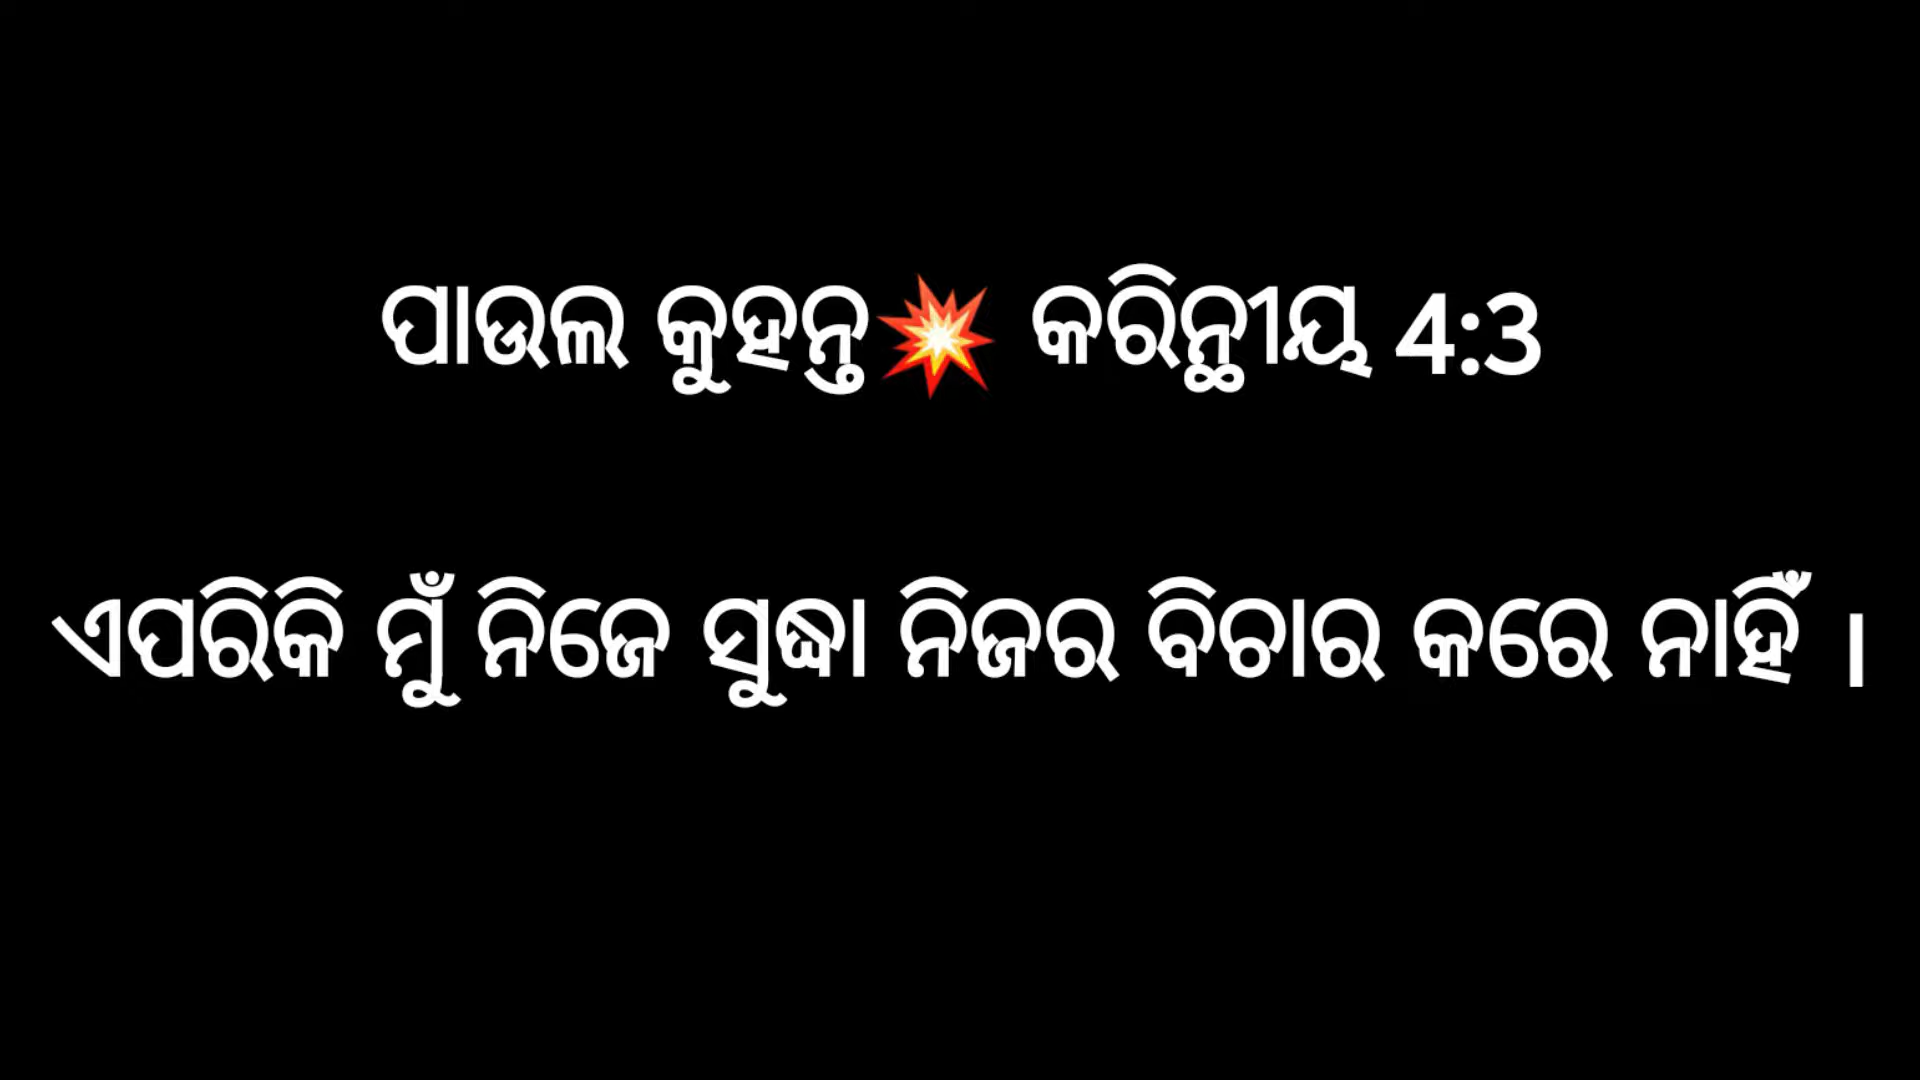 ପାଉଲ କୁହନ୍ତ💥 କରିନ୍ଥୀୟ 4:3
ଏପରିକି ମୁଁ ନିଜେ ସୁଦ୍ଧା ନିଜର ବିଚାର କରେ ନାହିଁ ।